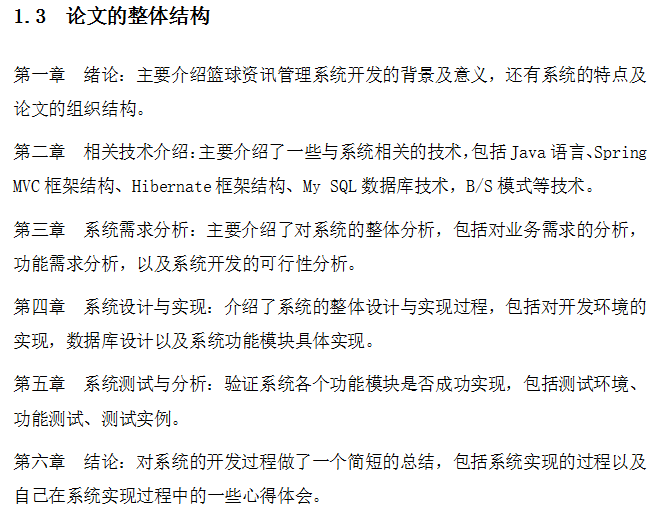 1.3 论文的整体结构
第一章 绪论：主要介绍篮球资讯管理系统开发的背景及意义，还有系统的特点及
论文的组织结构。
第二章 相关技术介绍：主要介绍了一些与系统相关的技术，包括 Java 语言、Spring
MVC 框架结构、Hibernate 框架结构、My SQL 数据库技术，B/S 模式等技术。
第三章 系统需求分析：主要介绍了对系统的整体分析，包括对业务需求的分析，
功能需求分析，以及系统开发的可行性分析。
第四章 系统设计与实现：介绍了系统的整体设计与实现过程，包括对开发环境的
实现，数据库设计以及系统功能模块具体实现。
第五章 系统测试与分析：验证系统各个功能模块是否成功实现，包括测试环境、
功能测试、测试实例。
第六章 结论：对系统的开发过程做了一个简短的总结，包括系统实现的过程以及
自己在系统实现过程中的一些心得体会。